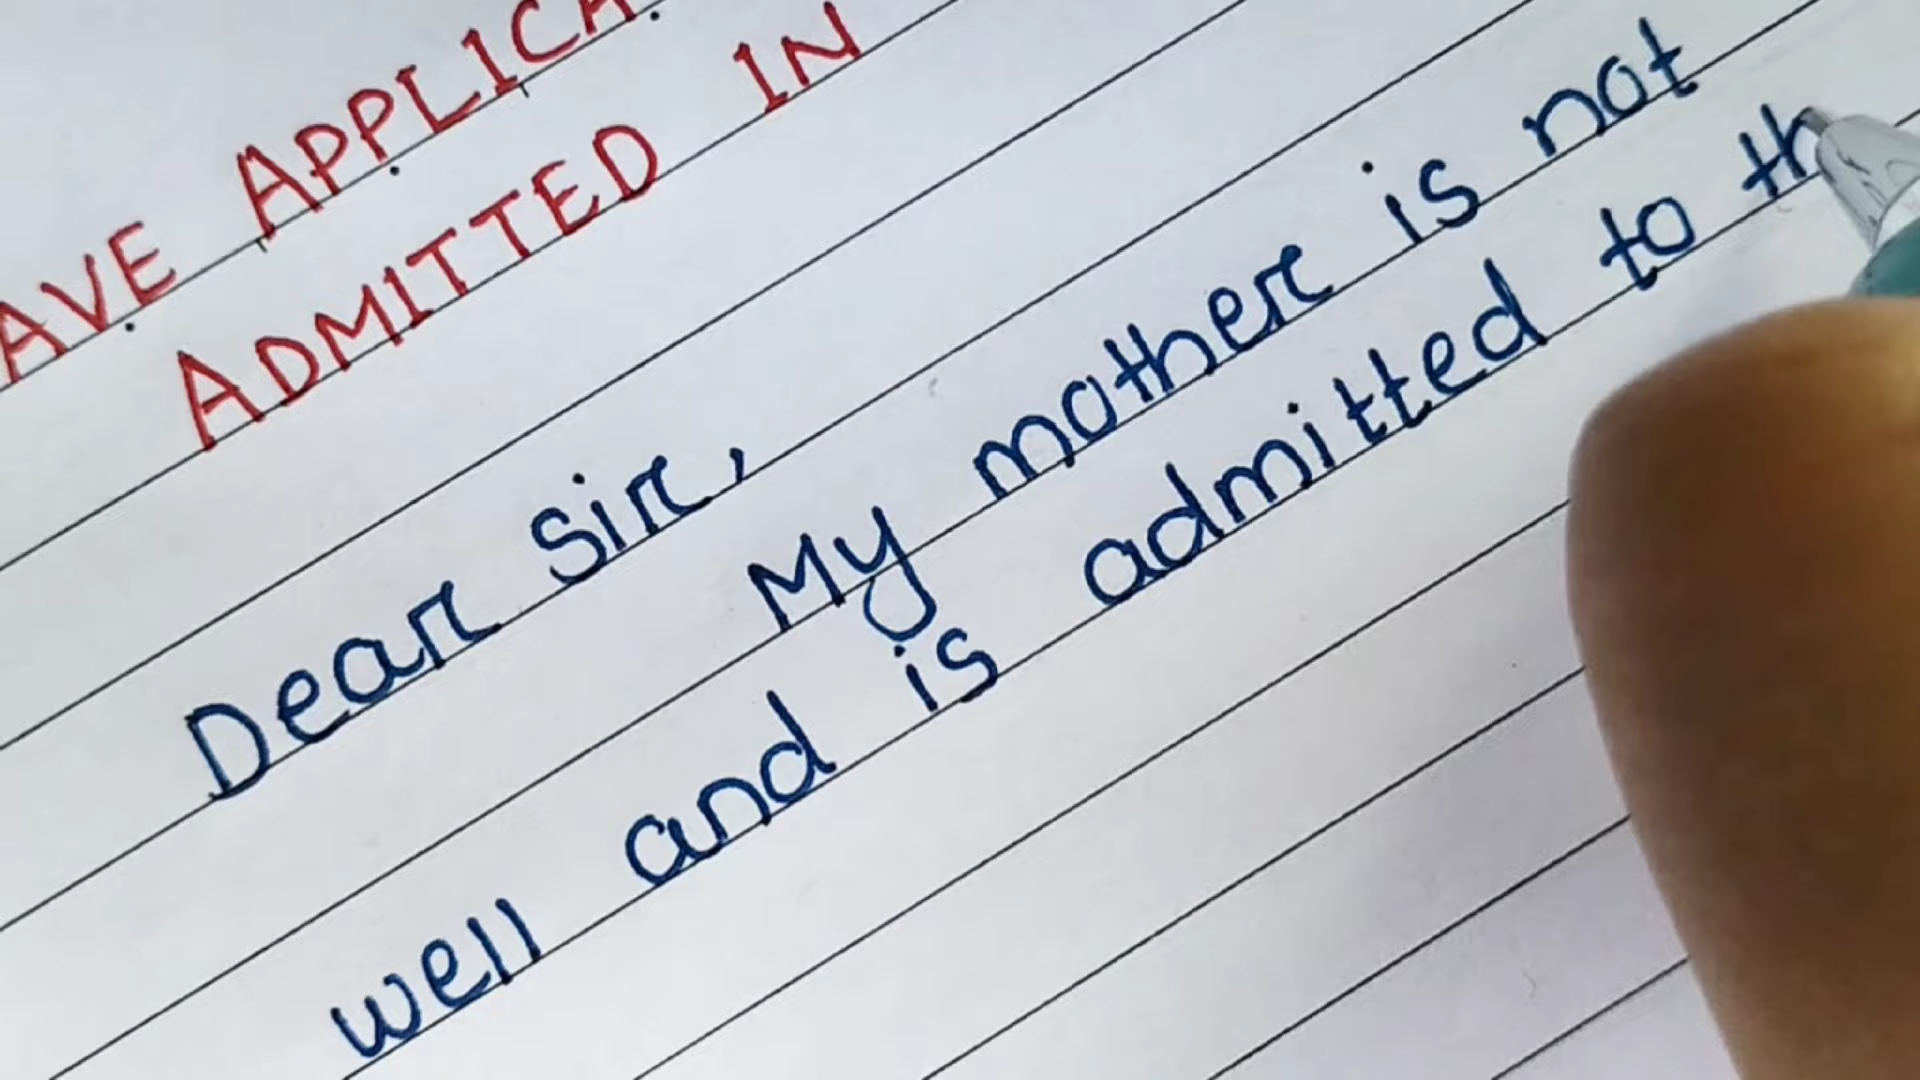 AVE APPLICA
ADMITTED IN
Dear Sir,
My mother is not
well and is admitted to th